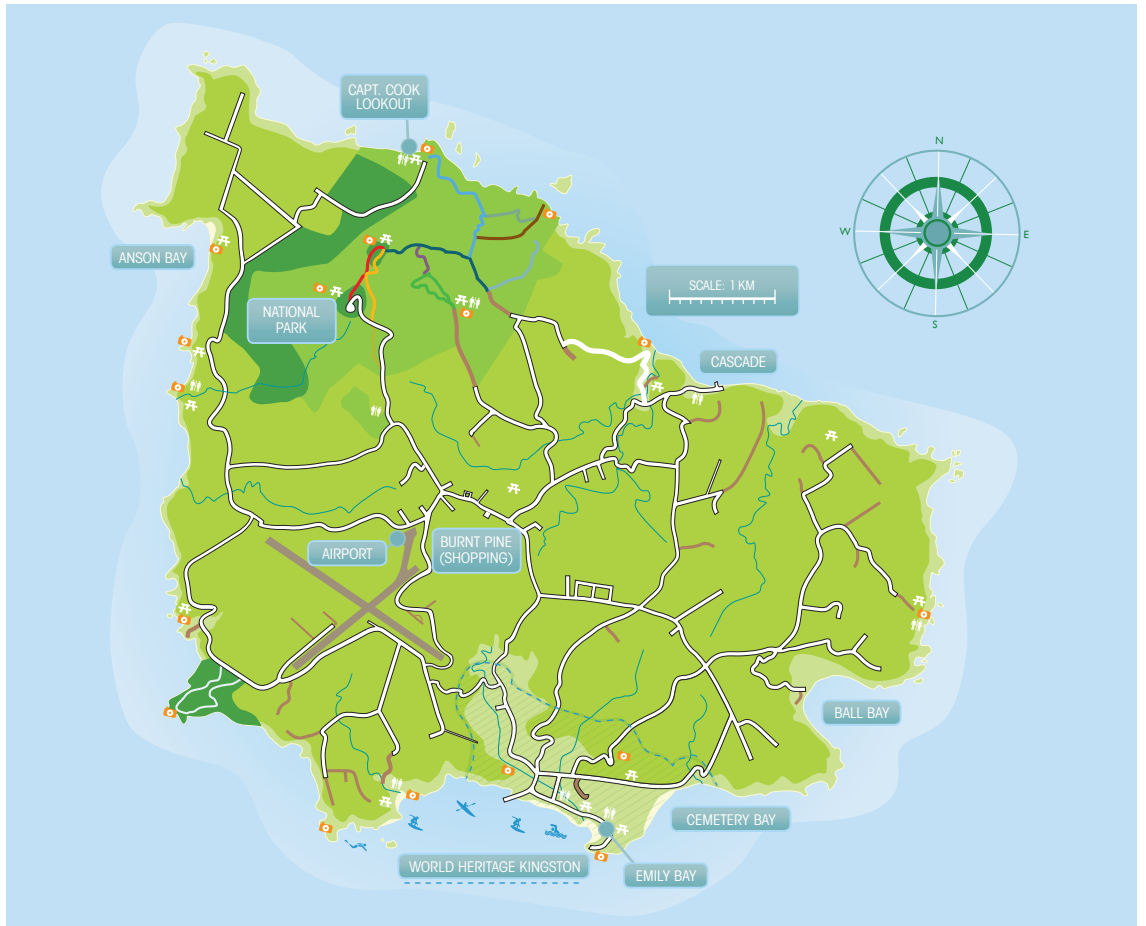 CAPT. COOK
LOOKOUT
N
W
E
S
ANSON BAY
SCALE: 1 KM
NATIONAL
PARK
CASCADE
AIRPORT
BURNT PINE
(SHOPPING)
BALL BAY
CEMETERY BAY
WORLD HERITAGE KINGSTON
EMILY BAY